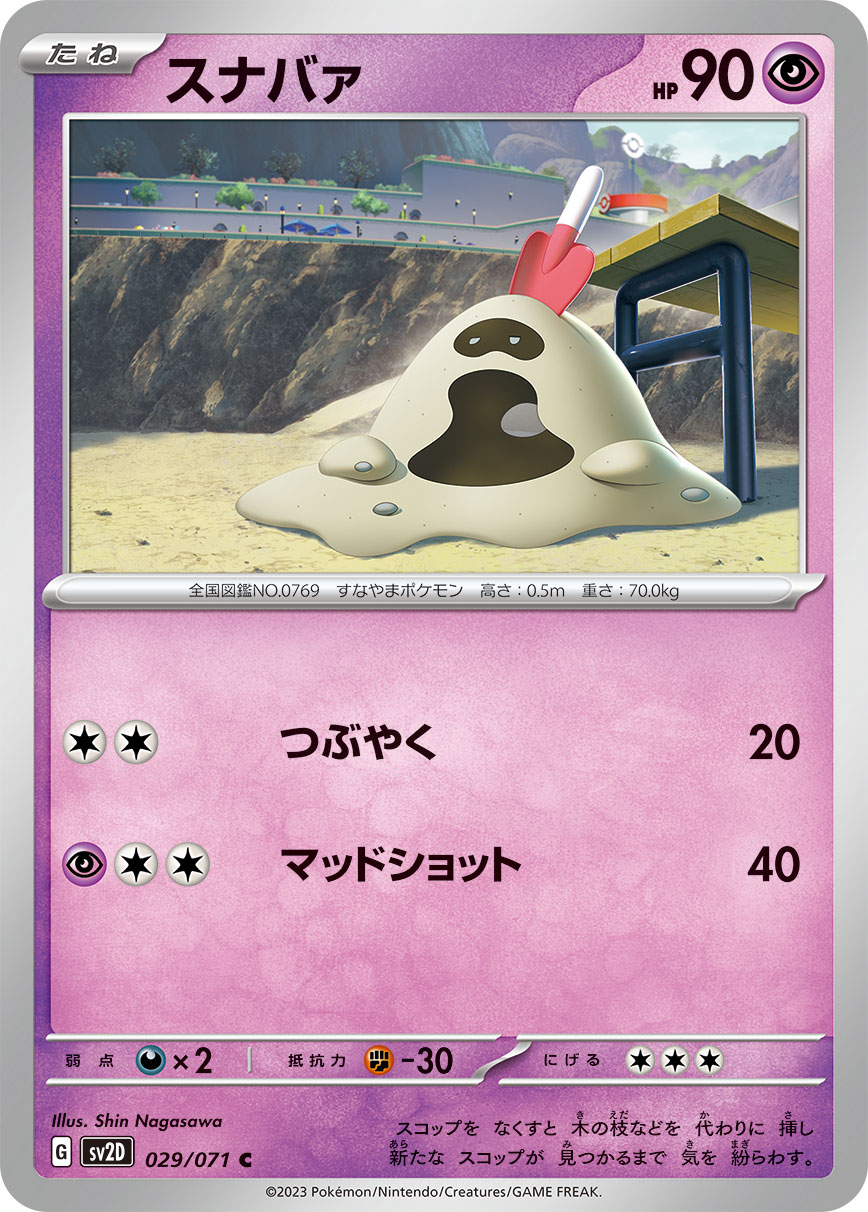 たね
スナバァ
HP 90
全国図鑑NO.0769 すなやまポケモン 高さ：0.5m 重さ：70.0kg
つぶやく 20
マッドショット 40
弱点 ×2 抵抗力 -30 にげる
Illus. Shin Nagasawa
G sv2D 029/071 C
スコップを なくすと 木の枝などを 代わりに 挿し
新たな スコップが 見つかるまで 気を 紛らわす。
©2023 Pokémon/Nintendo/Creatures/GAME FREAK.